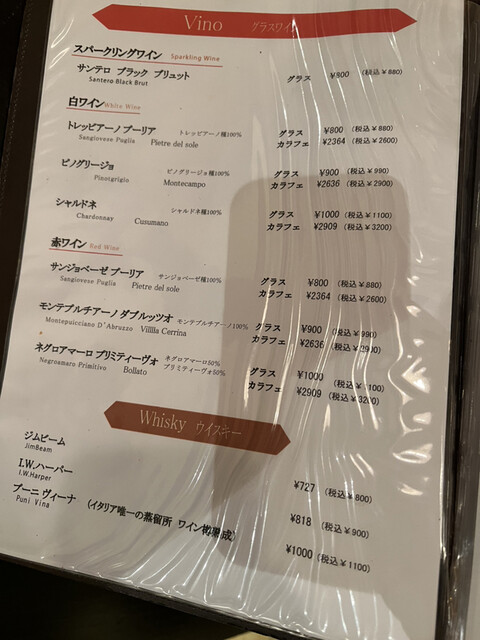 Vino グラスワイン
スパークリングワイン Sparkling Wine
サンテロ ブラック ブリュット グラス ¥800 (税込¥880)
Santero Black Brut
白ワイン White Wine
トレッビアーノ プーリア トレッビアーノ種100% グラス ¥800 (税込¥880)
Sangiovese Puglia Pietre del sole カラフェ ¥2364 (税込¥2600)
ピノグリージョ ピノグリージョ種100% グラス ¥900 (税込¥990)
Pinotgrigio Montecampo カラフェ ¥2636 (税込¥2900)
シャルドネ シャルドネ種100% グラス ¥1000 (税込¥1100)
Chardonnay Cusumano カラフェ ¥2909 (税込¥3200)
赤ワイン Red Wine
サンジョベーゼ プーリア サンジョベーゼ種100% グラス ¥800 (税込¥880)
Sangiovese Puglia Pietre del sole カラフェ ¥2364 (税込¥2600)
モンテプルチアーノ ダブルッツオ モンテプルチアーノ100% グラス ¥900 (税込¥990)
Montepulcciano D'Abruzzo Villlla Cerrina カラフェ ¥2636 (税込¥2900)
ネグロアマーロ プリミティーヴォ ネグロアマーロ50% グラス ¥1000 (税込¥1100)
Negroamaro Primitivo Bollato プリミティーヴォ50% カラフェ ¥2909 (税込¥3200)
Whisky ウイスキー
ジムビーム ¥727 (税込¥800)
JimBeam
I.W.ハーパー ¥818 (税込¥900)
I.W.Harper
プーニ ヴィーナ (イタリア唯一の蒸留所 ワイン樽熟成) ¥1000 (税込¥1100)
Puni Vina